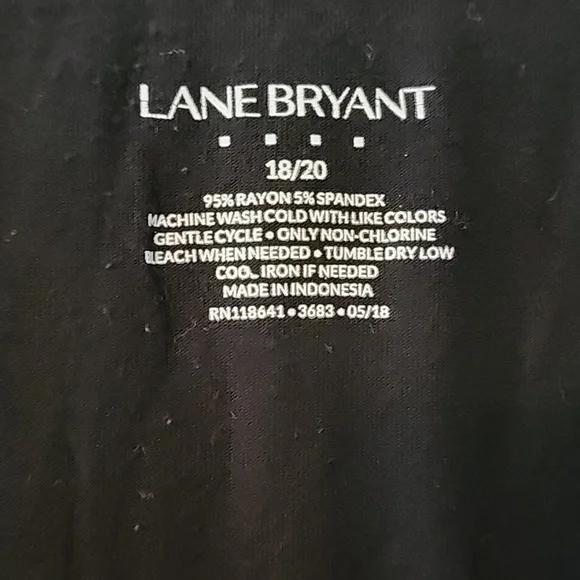 LANE BRYANT
18/20
95% RAYON 5% SPANDEX
MACHINE WASH COLD WITH LIKE COLORS
GENTLE CYCLE • ONLY NON-CHLORINE
BLEACH WHEN NEEDED • TUMBLE DRY LOW
COOL IRON IF NEEDED
MADE IN INDONESIA
RN118641 • 3683 • 05/18